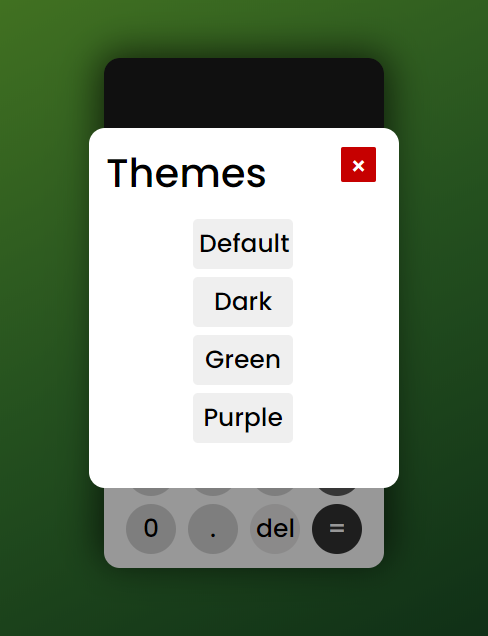 Themes ×
Default
Dark
Green
Purple
0 . del =